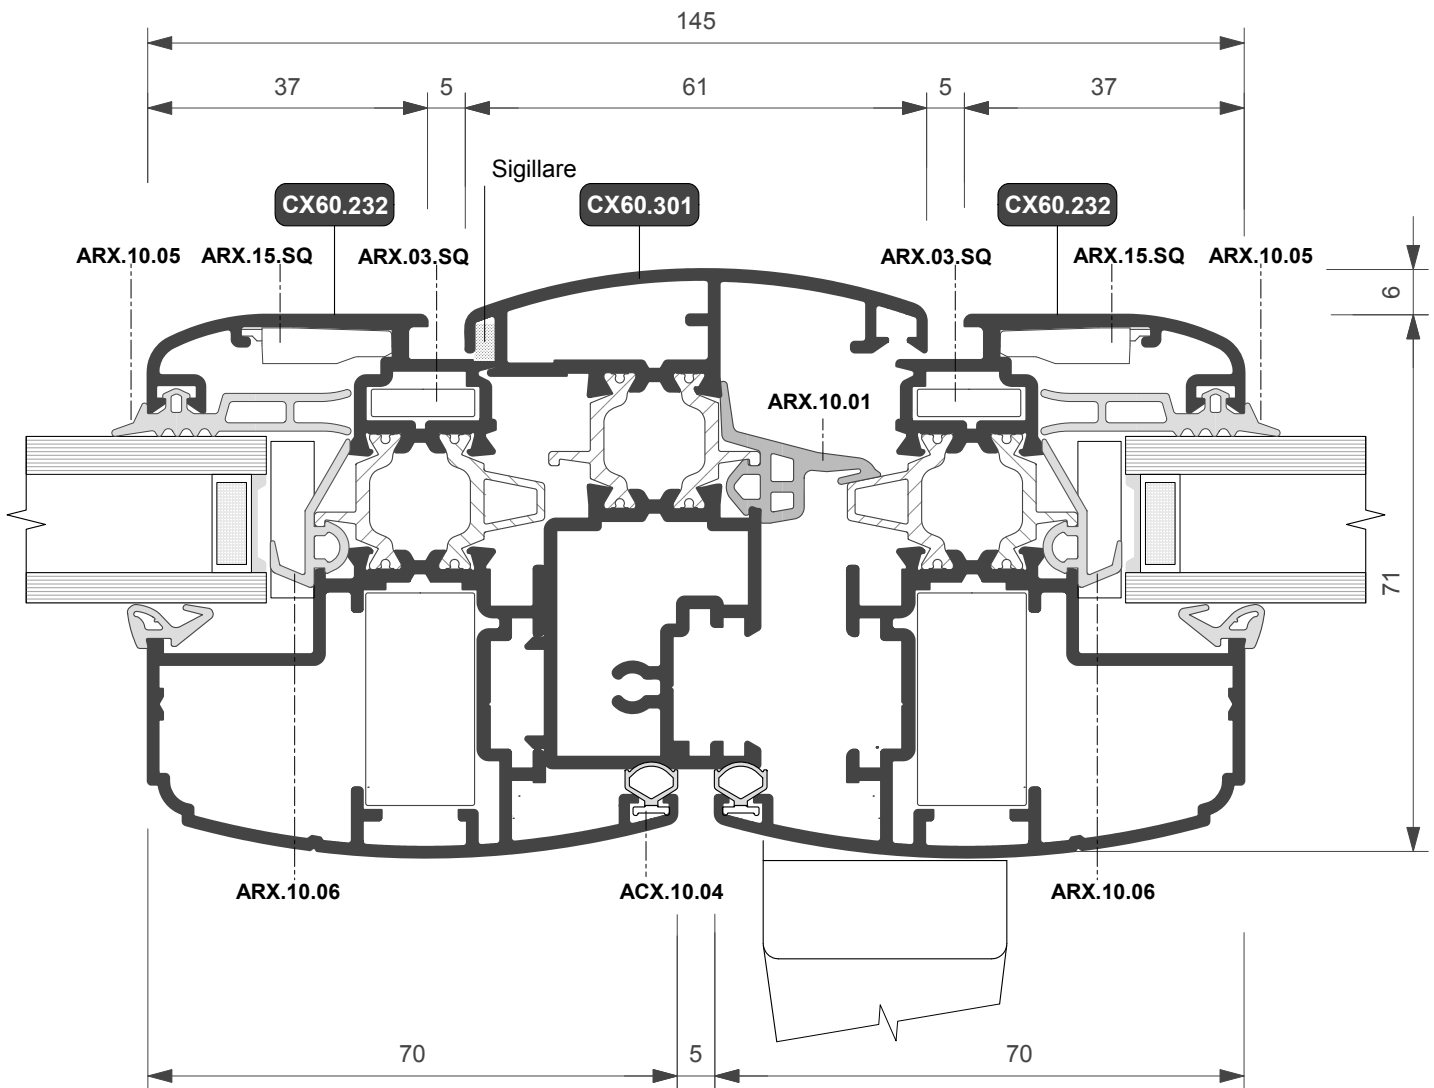 145
37 5 61 5 37
Sigillare
CX60.232 CX60.301 CX60.232
ARX.10.05 ARX.15.SQ ARX.03.SQ ARX.03.SQ ARX.15.SQ ARX.10.05
6
ARX.10.01
71
ARX.10.06 ACX.10.04 ARX.10.06
70 5 70